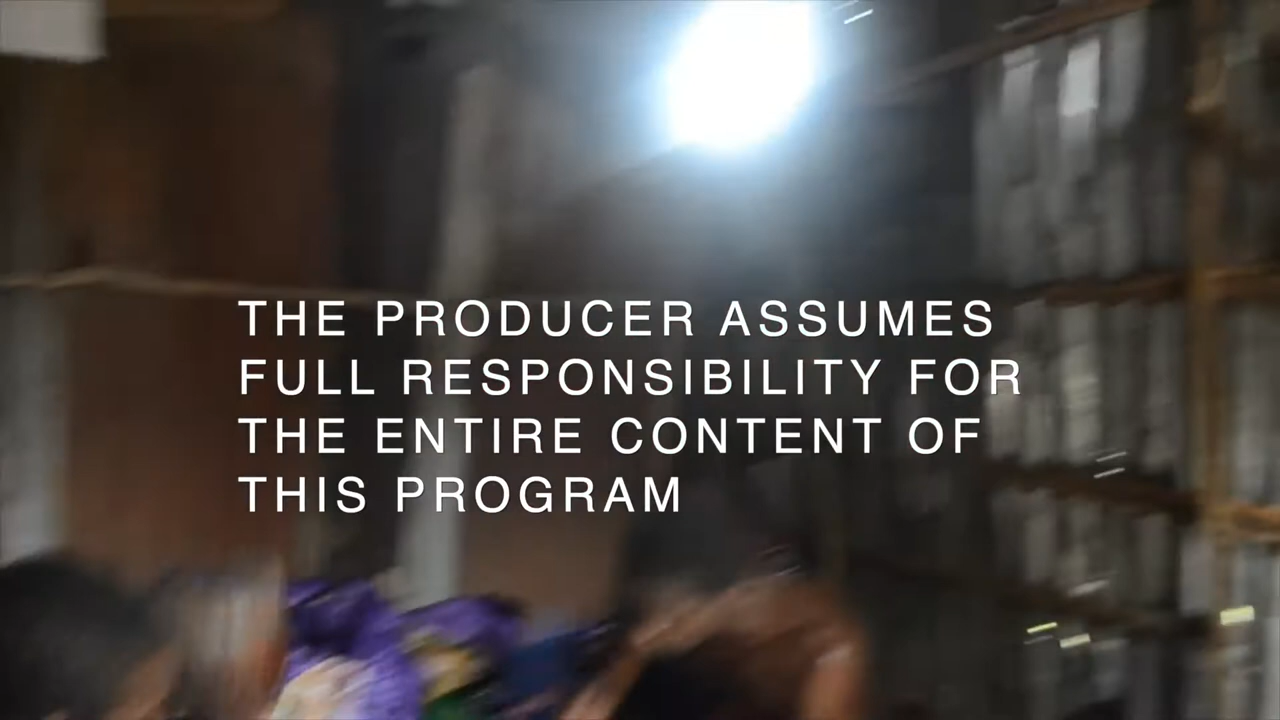 THE PRODUCER ASSUMES
FULL RESPONSIBILITY FOR
THE ENTIRE CONTENT OF
THIS PROGRAM